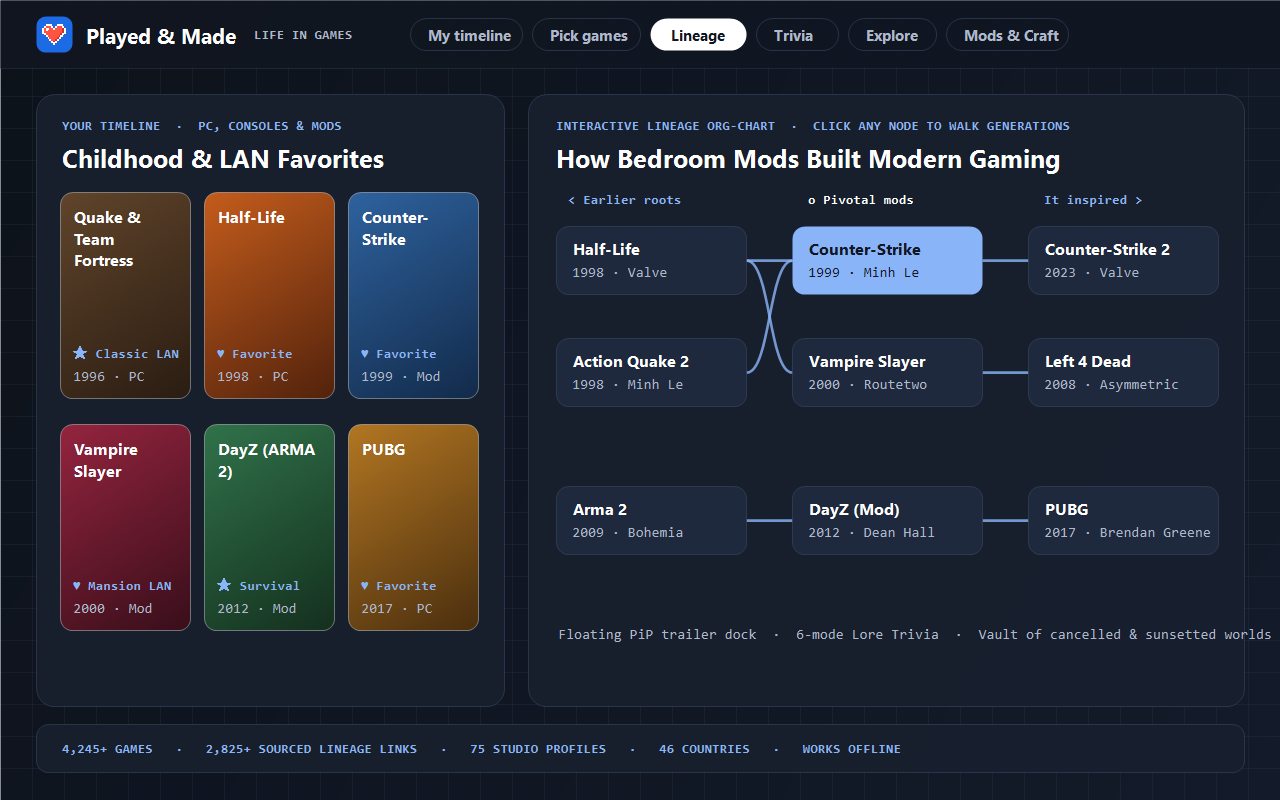 Played & Made LIFE IN GAMES My timeline Pick games Lineage Trivia Explore Mods & Craft
YOUR TIMELINE · PC, CONSOLES & MODS
Childhood & LAN Favorites
Quake &
Team
Fortress
★ Classic LAN
1996 · PC
Half-Life
♥ Favorite
1998 · PC
Counter-
Strike
♥ Favorite
1999 · Mod
Vampire
Slayer
♥ Mansion LAN
2000 · Mod
DayZ (ARMA
2)
★ Survival
2012 · Mod
PUBG
♥ Favorite
2017 · PC
INTERACTIVE LINEAGE ORG-CHART · CLICK ANY NODE TO WALK GENERATIONS
How Bedroom Mods Built Modern Gaming
< Earlier roots o Pivotal mods It inspired >
Half-Life
1998 · Valve
Counter-Strike
1999 · Minh Le
Counter-Strike 2
2023 · Valve
Action Quake 2
1998 · Minh Le
Vampire Slayer
2000 · Routetwo
Left 4 Dead
2008 · Asymmetric
Arma 2
2009 · Bohemia
DayZ (Mod)
2012 · Dean Hall
PUBG
2017 · Brendan Greene
Floating PiP trailer dock · 6-mode Lore Trivia · Vault of cancelled & sunsetted worlds
4,245+ GAMES · 2,825+ SOURCED LINEAGE LINKS · 75 STUDIO PROFILES · 46 COUNTRIES · WORKS OFFLINE